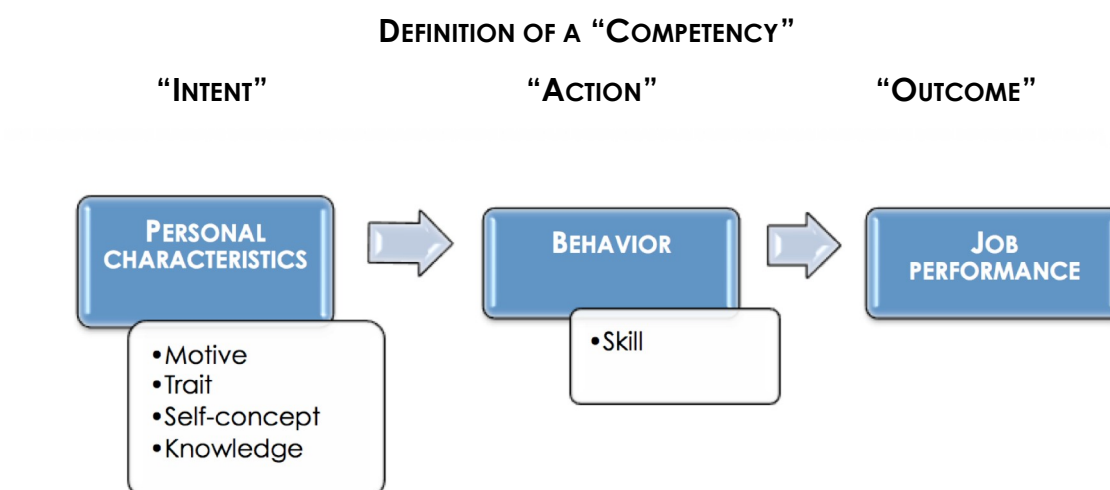 DEFINITION OF A “COMPETENCY”
“INTENT” “ACTION” “OUTCOME”
PERSONAL
CHARACTERISTICS
•Motive
•Trait
•Self-concept
•Knowledge
BEHAVIOR
•Skill
JOB
PERFORMANCE